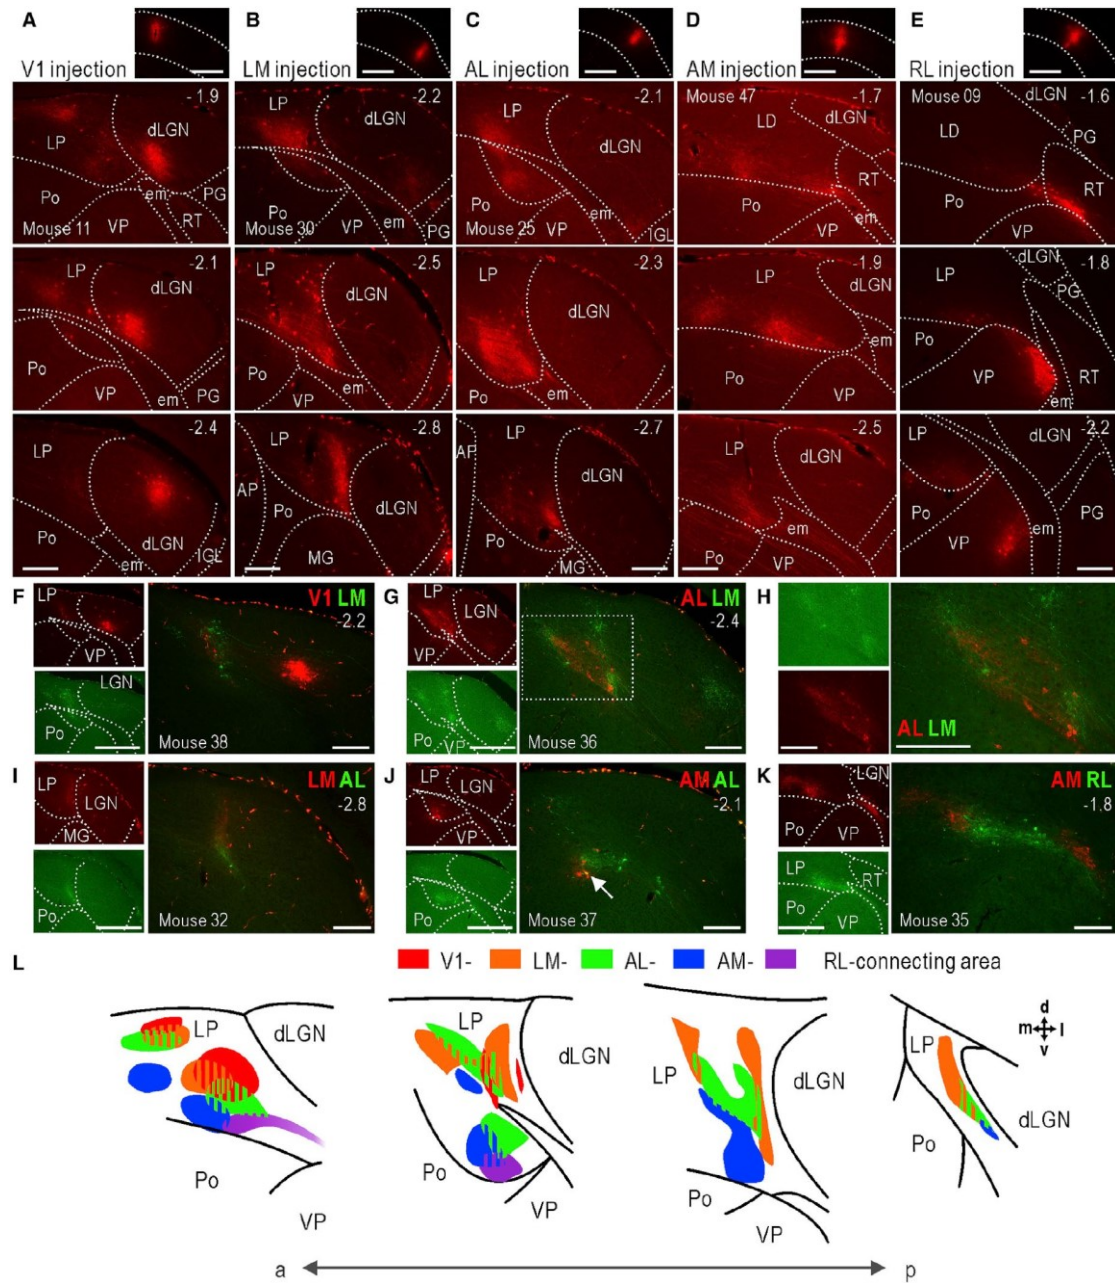 A
V1 injection
B
LM injection
C
AL injection
D
AM injection
E
RL injection
-1.9
LP
dLGN
Po
em
PG
RT
VP
Mouse 11
-2.2
LP
dLGN
Po
em
VP
PG
Mouse 30
-2.1
LP
dLGN
Po
em
VP
IGL
Mouse 25
Mouse 47
-1.7
dLGN
LD
RT
Po
em
VP
Mouse 09
-1.6
dLGN
LD
PG
RT
Po
em
VP
-2.1
LP
dLGN
Po
VP
em
PG
-2.5
LP
dLGN
Po
VP
em
-2.3
LP
dLGN
Po
em
VP
-1.9
LP
dLGN
em
Po
VP
-1.8
dLGN
LP
PG
VP
RT
em
-2.4
LP
Po
dLGN
em
IGL
-2.8
LP
AP
Po
dLGN
MG
-2.7
AP
LP
dLGN
Po
MG
-2.5
LP
dLGN
em
Po
VP
-2.2
LP
dLGN
Po
em
PG
VP
F
LP
VP
LGN
Po
V1 LM
-2.2
Mouse 38
G
LP
LGN
VP
Po
VP
AL LM
-2.4
Mouse 36
H
AL LM
I
LP
LGN
MG
Po
LM AL
-2.8
Mouse 32
J
LP
LGN
VP
Po
AM AL
-2.1
Mouse 37
K
LGN
Po
VP
LP
RT
VP
AM RL
-1.8
Mouse 35
L
V1- LM- AL- AM- RL-connecting area
LP
dLGN
Po
VP
LP
dLGN
Po
VP
LP
dLGN
Po
VP
LP
dLGN
Po
d
m l
v
a p